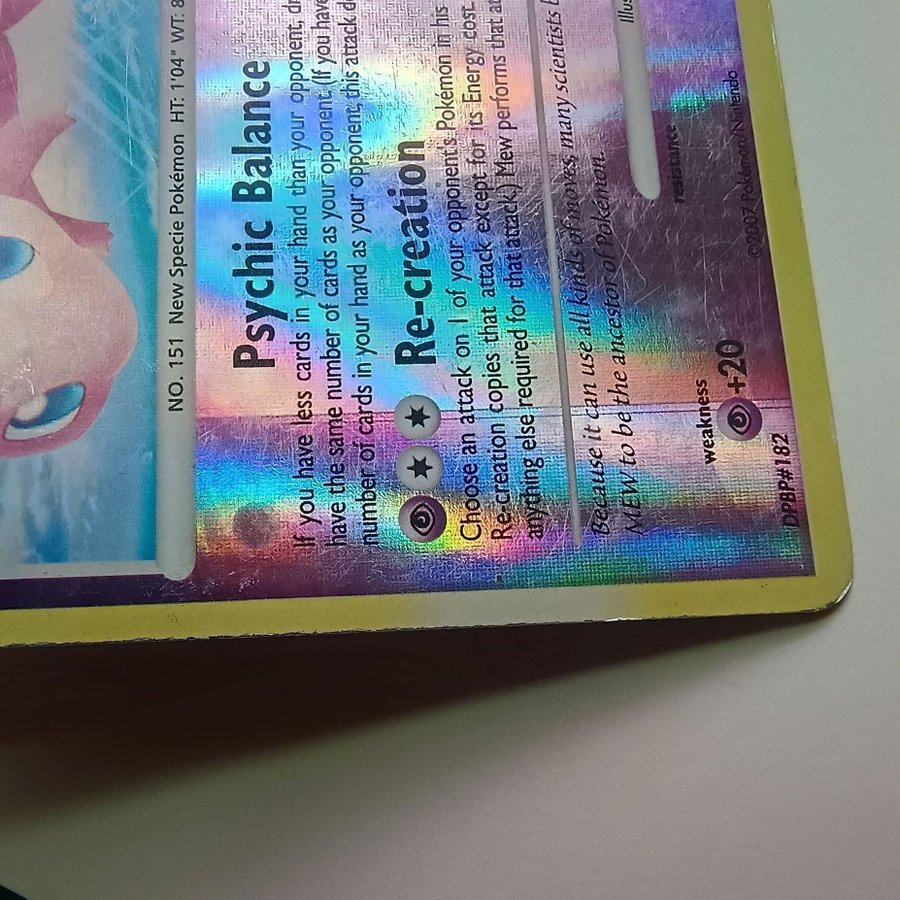 NO. 151 New Specie Pokémon HT: 1'04" WT: 8
Psychic Balance
If you have less cards in your hand than your opponent, dr
have the same number of cards as your opponent. (If you have
number of cards in your hand as your opponent, this attack d
Re-creation
Choose an attack on 1 of your opponent's Pokémon in his
Re-creation copies that attack except for its Energy cost.
anything else required for that attack.) Mew performs that at
Because it can use all kinds of moves, many scientists b
MEW to be the ancestor of Pokémon.
Illus
weakness
+20
resistance
©2007 Pokémon/Nintendo
DPBP#182